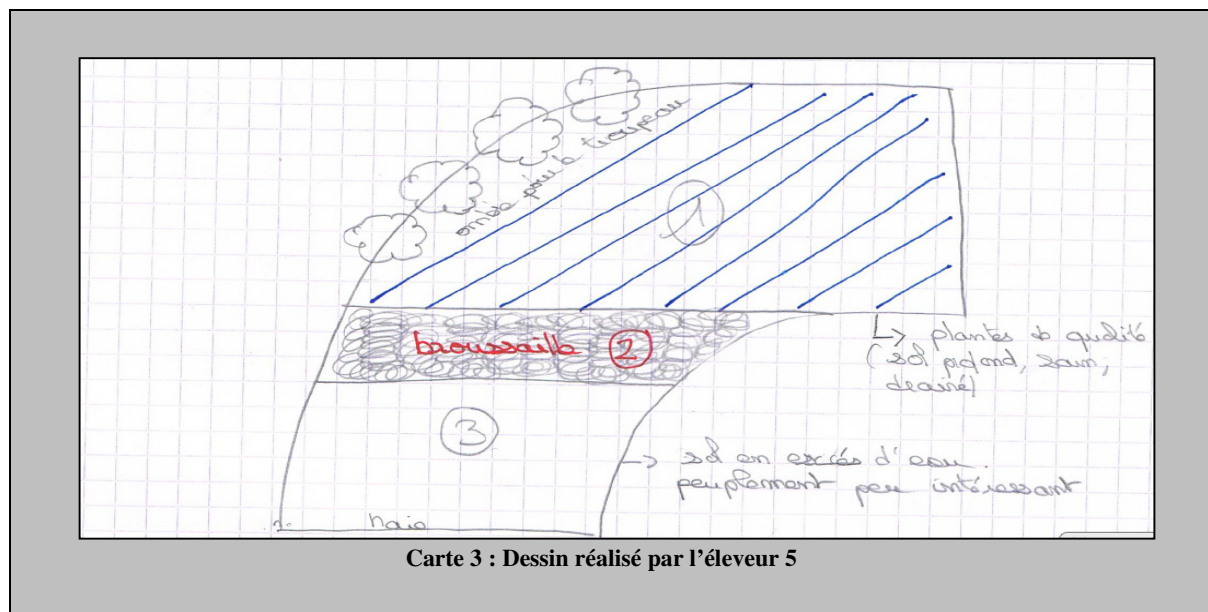 ombre pour le troupeau
1
broussaille 2
→ plantes de qualité
(sol profond, sain,
drainé)
3
→ sol en excés d'eau.
peuplement peu intéressant
haie
Carte 3 : Dessin réalisé par l'éleveur 5